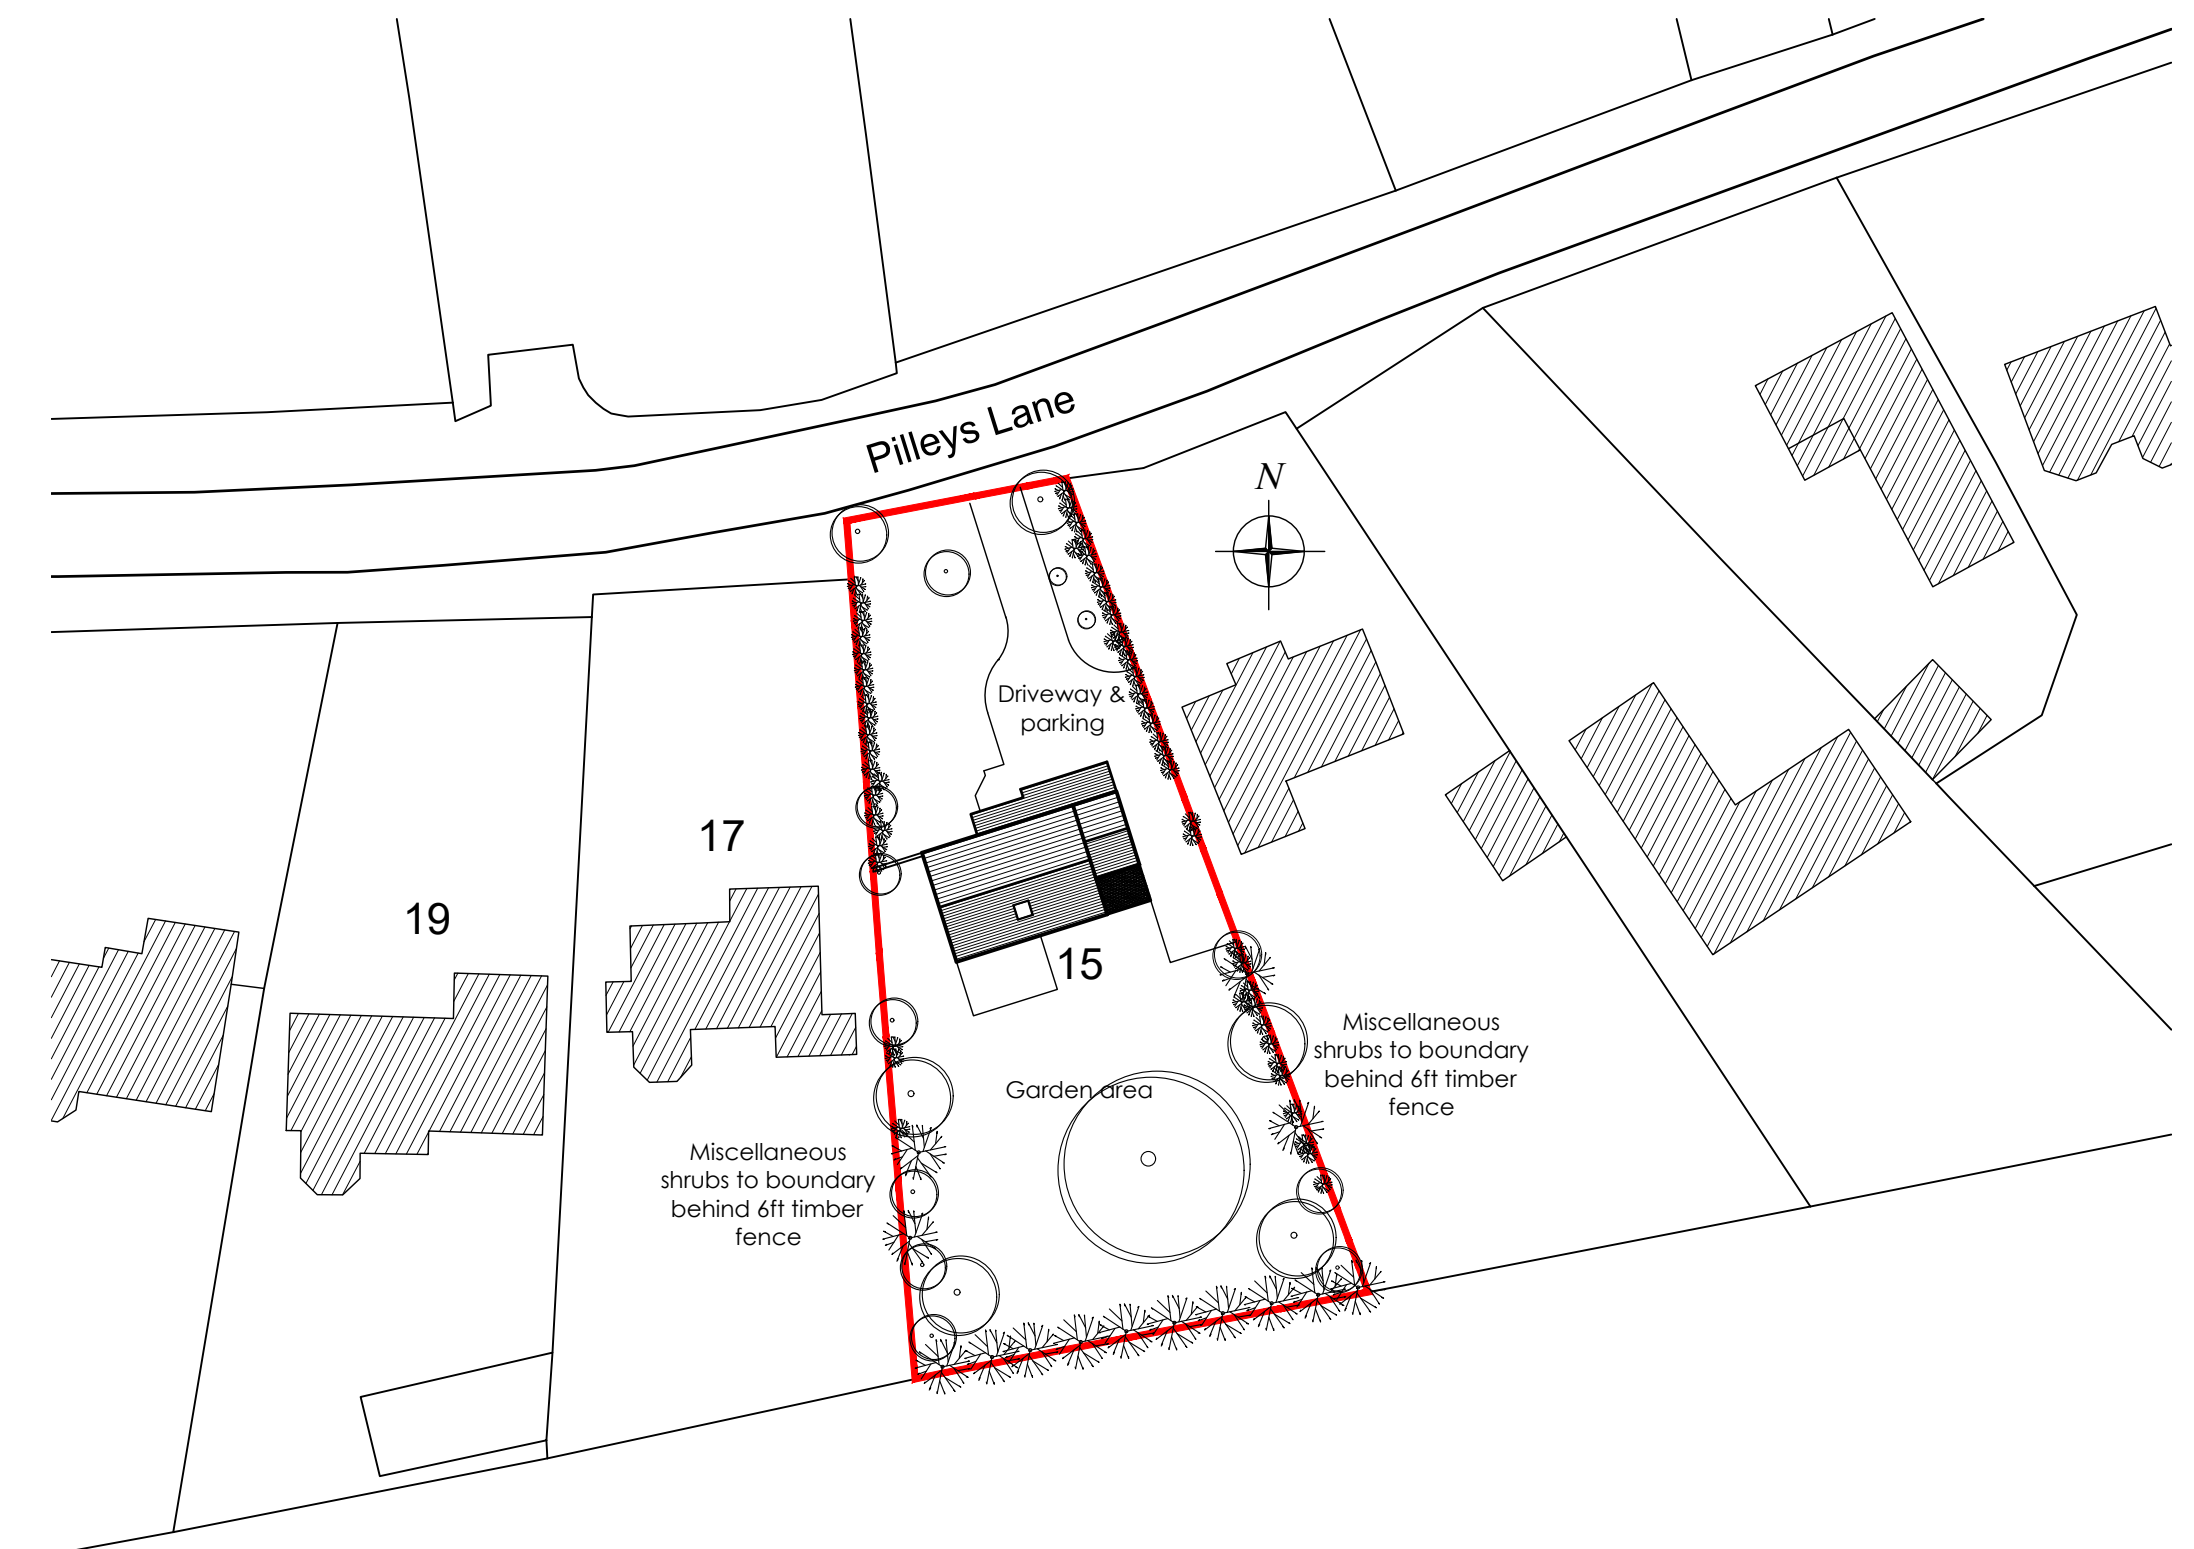 Pilleys Lane
N
Driveway &
parking
17
19
15
Miscellaneous
shrubs to boundary
behind 6ft timber
fence
Garden area
Miscellaneous
shrubs to boundary
behind 6ft timber
fence